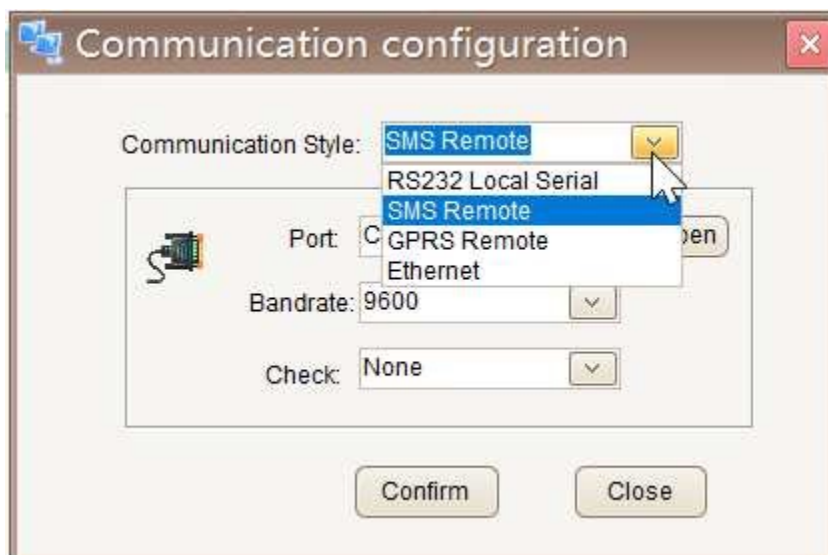 Communication configuration
Communication Style: SMS Remote
RS232 Local Serial
SMS Remote
GPRS Remote
Ethernet
Port:
Bandrate: 9600
Check: None
Confirm Close